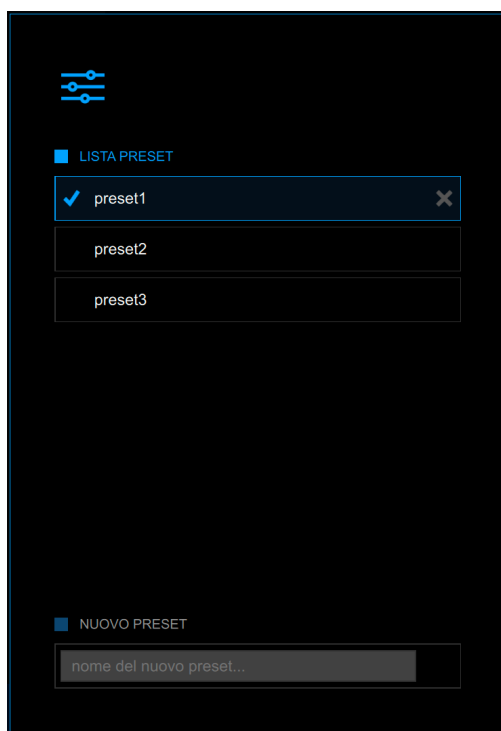 LISTA PRESET
preset1
preset2
preset3
NUOVO PRESET
nome del nuovo preset...